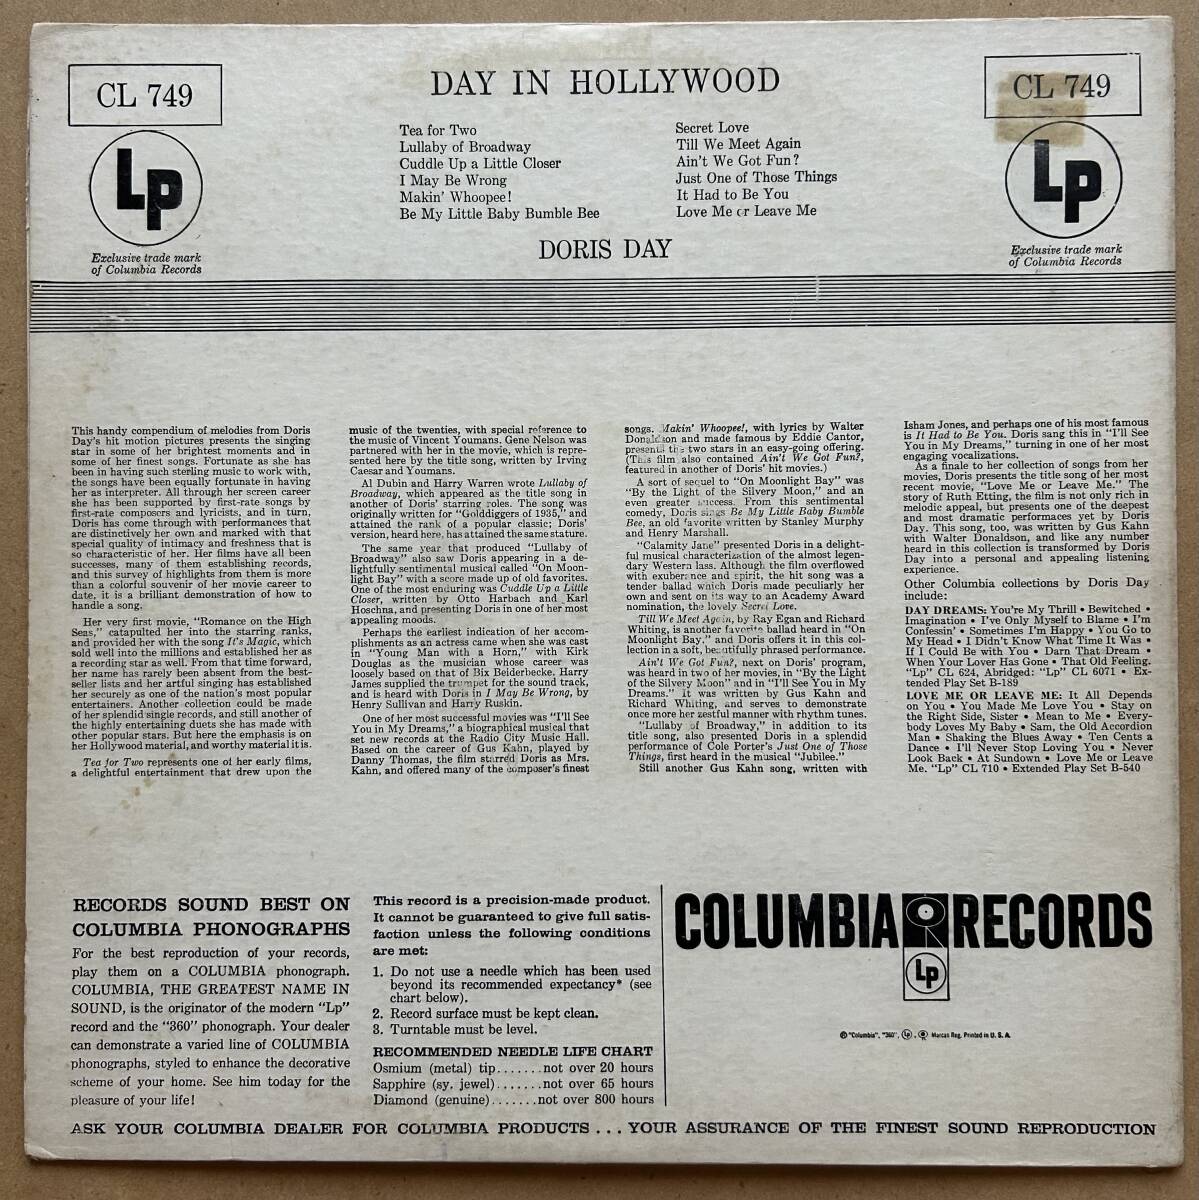 CL 749
DAY IN HOLLYWOOD
CL 749
Tea for Two
Lullaby of Broadway
Cuddle Up a Little Closer
I May Be Wrong
Makin' Whoopee!
Be My Little Baby Bumble Bee
Secret Love
Till We Meet Again
Ain't We Got Fun?
Just One of Those Things
It Had to Be You
Love Me or Leave Me
DORIS DAY
Lp
Exclusive trade mark
of Columbia Records
Lp
Exclusive trade mark
of Columbia Records
This handy compendium of melodies from Doris
Day's hit motion pictures presents the singing
star in some of her brightest moments and in
some of her finest songs. Fortunate as she has
been in having such sterling music to work with,
the songs have been equally fortunate in having
her as interpreter. All through her screen career
she has been supported by first-rate songs by
first-rate composers and lyricists, and in turn,
Doris has come through with performances that
are distinctively her own and marked with that
special quality of intimacy and freshness that is
so characteristic of her. Her films have all been
successes, many of them establishing records,
and this survey of highlights from them is more
than a colorful souvenir of her movie career to
date, it is a brilliant demonstration of how to
handle a song.
Her very first movie, "Romance on the High
Seas," catapulted her into the starring ranks,
and provided her with the song It's Magic, which
sold well into the millions and established her as
a recording star as well. From that time forward,
her name has rarely been absent from the best-
seller lists and her artful singing has established
her securely as one of the nation's most popular
entertainers. Another collection could be made
of her splendid single records, and still another of
the highly entertaining duets she has made with
other popular stars. But here the emphasis is on
her Hollywood material, and worthy material it is.
Tea for Two represents one of her early films,
a delightful entertainment that drew upon the
music of the twenties, with special reference to
the music of Vincent Youmans. Gene Nelson was
partnered with her in the movie, which is repre-
sented here by the title song, written by Irving
Caesar and Youmans.
Al Dubin and Harry Warren wrote Lullaby of
Broadway, which appeared as the title song in
another of Doris' starring roles. The song was
originally written for "Golddiggers of 1935," and
attained the rank of a popular classic; Doris'
version, heard here, has attained the same stature.
The same year that produced "Lullaby of
Broadway" also saw Doris appearing in a de-
lightfully sentimental musical called "On Moon-
light Bay" with a score made up of old favorites.
One of the most enduring was Cuddle Up a Little
Closer, written by Otto Harbach and Karl
Hoschna, and presenting Doris in one of her most
appealing moods.
Perhaps the earliest indication of her accom-
plishments as an actress came when she was cast
in "Young Man with a Horn," with Kirk
Douglas as the musician whose career was
loosely based on that of Bix Beiderbecke. Harry
James supplied the trumpet for the sound track,
and is heard with Doris in I May Be Wrong, by
Henry Sullivan and Harry Ruskin.
One of her most successful movies was "I'll See
You in My Dreams," a biographical musical that
set new records at the Radio City Music Hall.
Based on the career of Gus Kahn, played by
Danny Thomas, the film starred Doris as Mrs.
Kahn, and offered many of the composer's finest
songs. Makin' Whoopee!, with lyrics by Walter
Donaldson and made famous by Eddie Cantor,
presents the two stars in an easy-going offering.
(This film also contained Ain't We Got Fun?,
featured in another of Doris' hit movies.)
A sort of sequel to "On Moonlight Bay" was
"By the Light of the Silvery Moon," and an
even greater success. From this sentimental
comedy, Doris sings Be My Little Baby Bumble
Bee, an old favorite written by Stanley Murphy
and Henry Marshall.
"Calamity Jane" presented Doris in a delight-
ful musical characterization of the almost legen-
dary Western lass. Although the film overflowed
with exuberance and spirit, the hit song was a
tender ballad which Doris made peculiarly her
own and sent on its way to an Academy Award
nomination, the lovely Secret Love.
Till We Meet Again, by Ray Egan and Richard
Whiting, is another favorite ballad heard in "On
Moonlight Bay." and Doris offers it in this col-
lection in a soft, beautifully phrased performance.
Ain't We Got Fun?, next on Doris' program,
was heard in two of her movies, in "By the Light
of the Silvery Moon" and in "I'll See You in My
Dreams." It was written by Gus Kahn and
Richard Whiting, and serves to demonstrate
once more her zestful manner with rhythm tunes.
"Lullaby of Broadway," in addition to its
title song, also presented Doris in a splendid
performance of Cole Porter's Just One of Those
Things, first heard in the musical "Jubilee."
Still another Gus Kahn song, written with
Isham Jones, and perhaps one of his most famous
is It Had to Be You. Doris sang this in "I'll See
You in My Dreams," turning in one of her most
engaging vocalizations.
As a finale to her collection of songs from her
movies, Doris presents the title song of her most
recent movie, "Love Me or Leave Me." The
story of Ruth Etting, the film is not only rich in
melodic appeal, but presents one of the deepest
and most dramatic performaces yet by Doris
Day. This song, too, was written by Gus Kahn
with Walter Donaldson, and like any number
heard in this collection is transformed by Doris
Day into a personal and appealing listening
experience.
Other Columbia collections by Doris Day
include:
DAY DREAMS: You're My Thrill • Bewitched •
Imagination • I've Only Myself to Blame • I'm
Confessin' • Sometimes I'm Happy • You Go to
My Head • I Didn't Know What Time It Was •
If I Could Be with You • Darn That Dream •
When Your Lover Has Gone • That Old Feeling.
"Lp" CL 624, Abridged: "Lp" CL 6071 • Ex-
tended Play Set B-189
LOVE ME OR LEAVE ME: It All Depends
on You • You Made Me Love You • Stay on
the Right Side, Sister • Mean to Me • Every-
body Loves My Baby • Sam, the Old Accordion
Man • Shaking the Blues Away • Ten Cents a
Dance • I'll Never Stop Loving You • Never
Look Back • At Sundown • Love Me or Leave
Me. "Lp" CL 710 • Extended Play Set B-540
RECORDS SOUND BEST ON
COLUMBIA PHONOGRAPHS
For the best reproduction of your records,
play them on a COLUMBIA phonograph.
COLUMBIA, THE GREATEST NAME IN
SOUND, is the originator of the modern "Lp"
record and the "360" phonograph. Your dealer
can demonstrate a varied line of COLUMBIA
phonographs, styled to enhance the decorative
scheme of your home. See him today for the
pleasure of your life!
This record is a precision-made product.
It cannot be guaranteed to give full satis-
faction unless the following conditions
are met:
1. Do not use a needle which has been used
beyond its recommended expectancy* (see
chart below).
2. Record surface must be kept clean.
3. Turntable must be level.
RECOMMENDED NEEDLE LIFE CHART
Osmium (metal) tip.......not over 20 hours
Sapphire (sy. jewel).......not over 65 hours
Diamond (genuine).......not over 800 hours
COLUMBIA RECORDS
Lp
® "Columbia", "360", Lp, Marcas Reg. Printed in U. S. A.
ASK YOUR COLUMBIA DEALER FOR COLUMBIA PRODUCTS . . . YOUR ASSURANCE OF THE FINEST SOUND REPRODUCTION